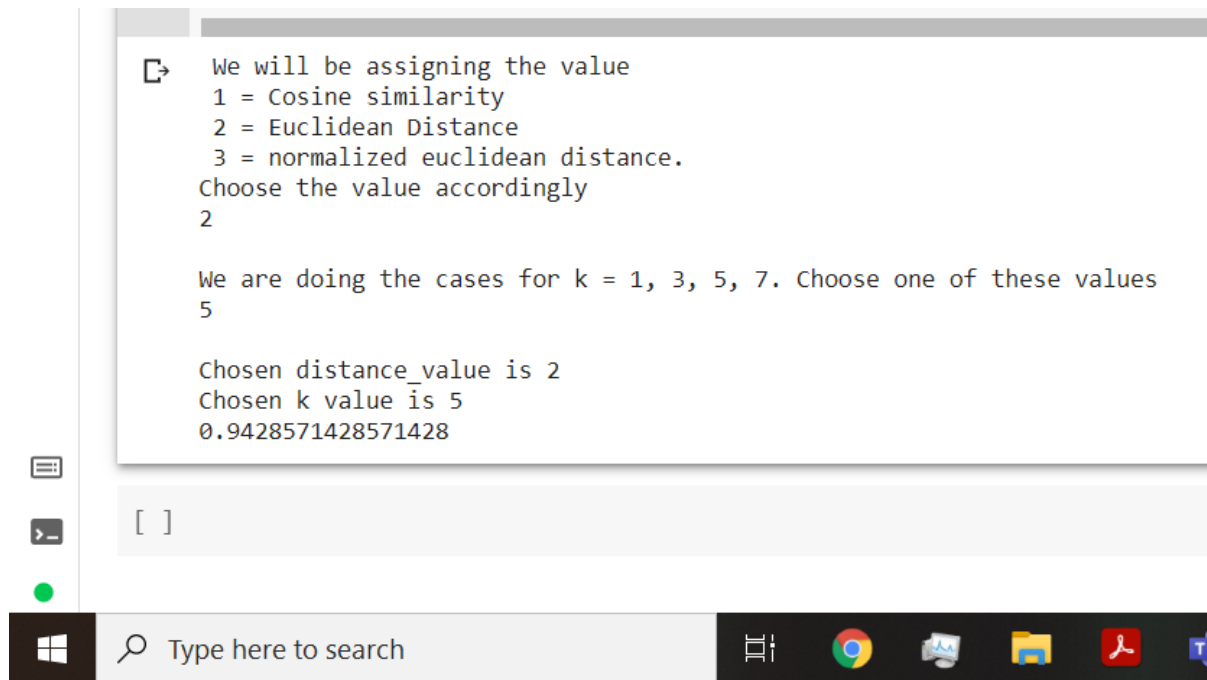 We will be assigning the value
1 = Cosine similarity
2 = Euclidean Distance
3 = normalized euclidean distance.
Choose the value accordingly
2
We are doing the cases for k = 1, 3, 5, 7. Choose one of these values
5
Chosen distance_value is 2
Chosen k value is 5
0.9428571428571428
[ ]
Type here to search
T